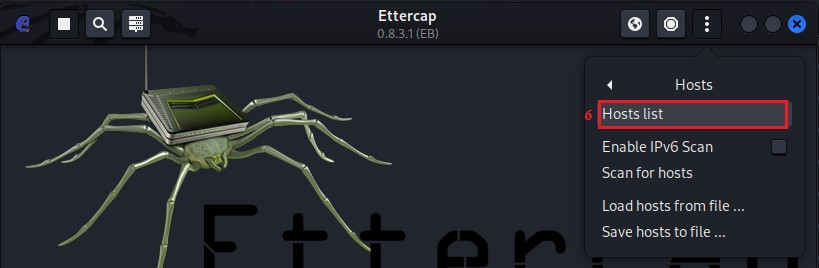 Ettercap
0.8.3.1 (EB)
Hosts
6
Hosts list
Enable IPv6 Scan
Scan for hosts
Load hosts from file ...
Save hosts to file ...
Ettercap